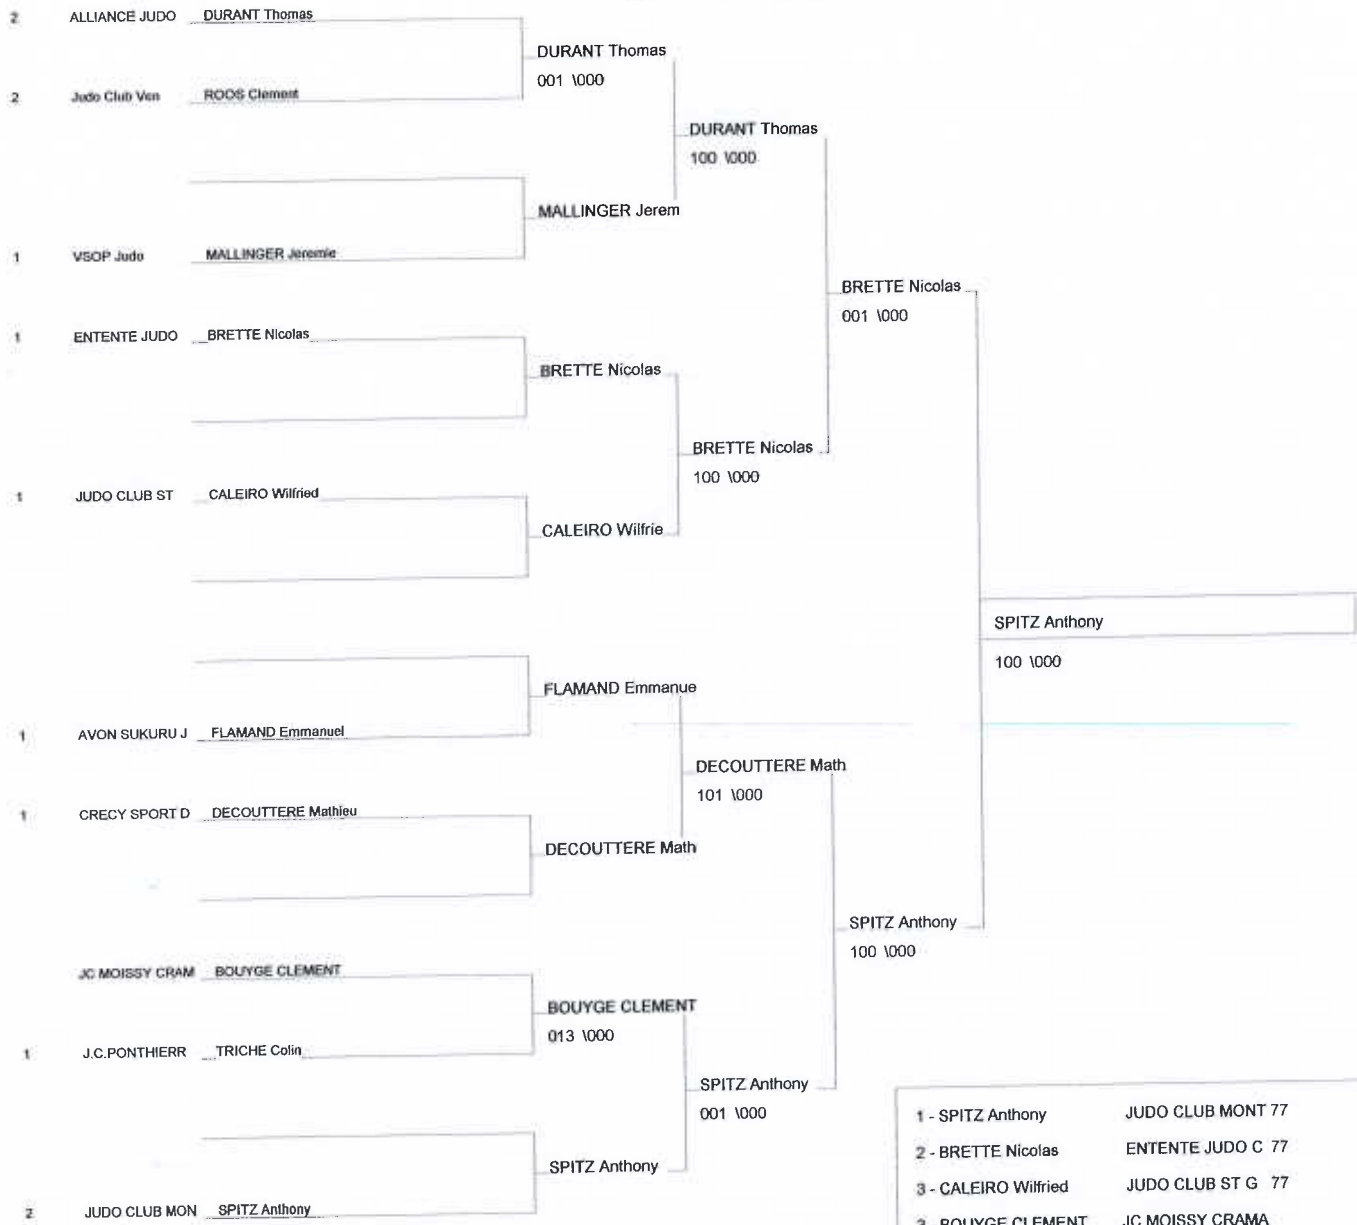 2 ALLIANCE JUDO DURANT Thomas
DURANT Thomas
001 \000
2 Judo Club Ven ROOS Clement
DURANT Thomas
100 \000
MALLINGER Jerem
1 VSOP Judo MALLINGER Jeremie
BRETTE Nicolas
001 \000
1 ENTENTE JUDO BRETTE Nicolas
BRETTE Nicolas
BRETTE Nicolas
100 \000
1 JUDO CLUB ST CALEIRO Wilfried
CALEIRO Wilfrie
SPITZ Anthony
100 \000
FLAMAND Emmanue
1 AVON SUKURU J FLAMAND Emmanuel
DECOUTTERE Math
101 \000
1 CRECY SPORT D DECOUTTERE Mathieu
DECOUTTERE Math
SPITZ Anthony
100 \000
JC MOISSY CRAM BOUYGE CLEMENT
BOUYGE CLEMENT
013 \000
1 J.C.PONTHIERR TRICHE Colin
SPITZ Anthony
001 \000
SPITZ Anthony
2 JUDO CLUB MON SPITZ Anthony
1 - SPITZ Anthony JUDO CLUB MONT 77
2 - BRETTE Nicolas ENTENTE JUDO C 77
3 - CALEIRO Wilfried JUDO CLUB ST G 77
3 - BOUYGE CLEMENT JC MOISSY CRAMA